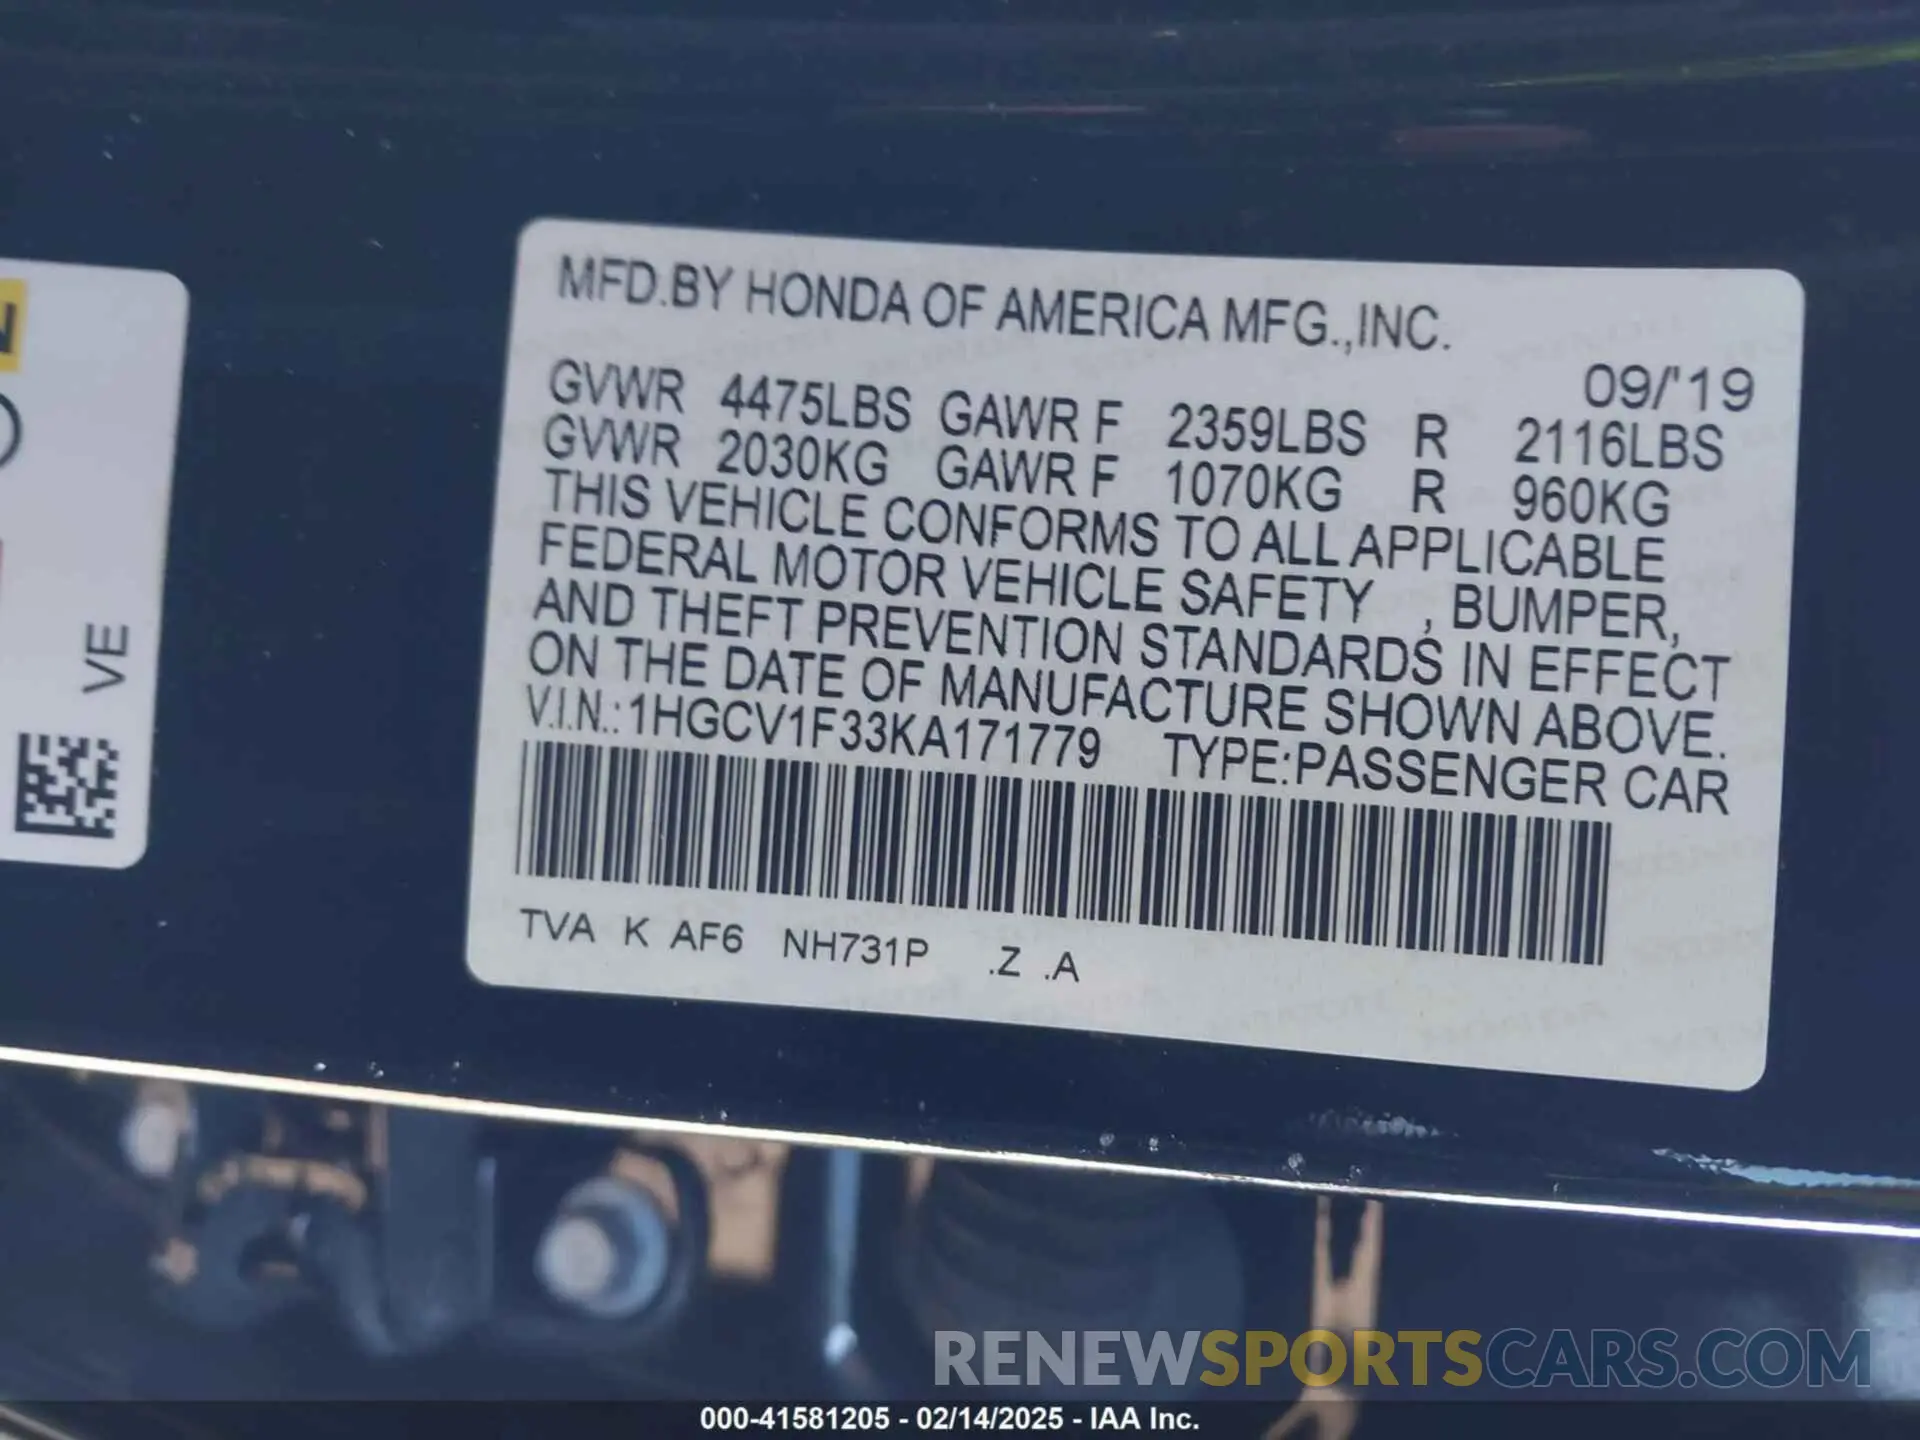 MFD.BY HONDA OF AMERICA MFG.,INC.
09/'19
GVWR 4475LBS GAWR F 2359LBS R 2116LBS
GVWR 2030KG GAWR F 1070KG R 960KG
THIS VEHICLE CONFORMS TO ALL APPLICABLE
FEDERAL MOTOR VEHICLE SAFETY , BUMPER,
AND THEFT PREVENTION STANDARDS IN EFFECT
ON THE DATE OF MANUFACTURE SHOWN ABOVE.
V.I.N.:1HGCV1F33KA171779 TYPE:PASSENGER CAR
TVA K AF6 NH731P .Z .A
VE
RENEWSPORTSCARS.COM
000-41581205 - 02/14/2025 - IAA Inc.